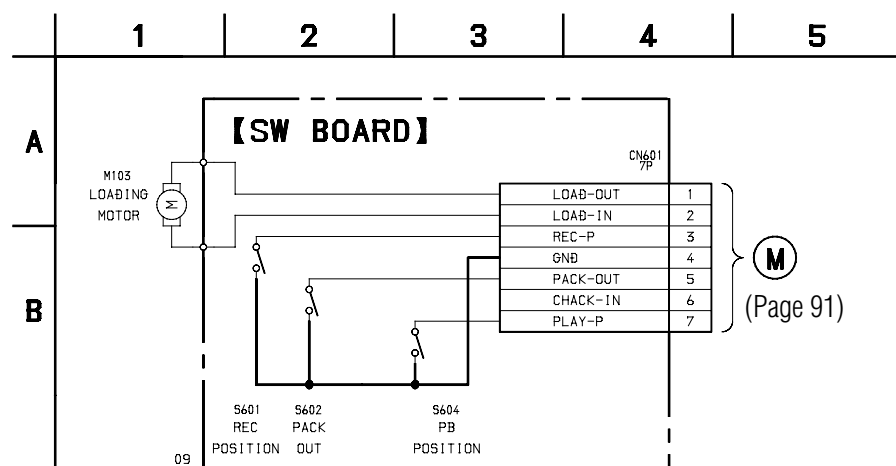 1 2 3 4 5
A
B
【SW BOARD】
CN601
7P
M103
LOADING
MOTOR
M
LOAD-OUT 1
LOAD-IN 2
REC-P 3
GND 4
PACK-OUT 5
CHACK-IN 6
PLAY-P 7
M
(Page 91)
S601
REC
POSITION
S602
PACK
OUT
S604
PB
POSITION
09